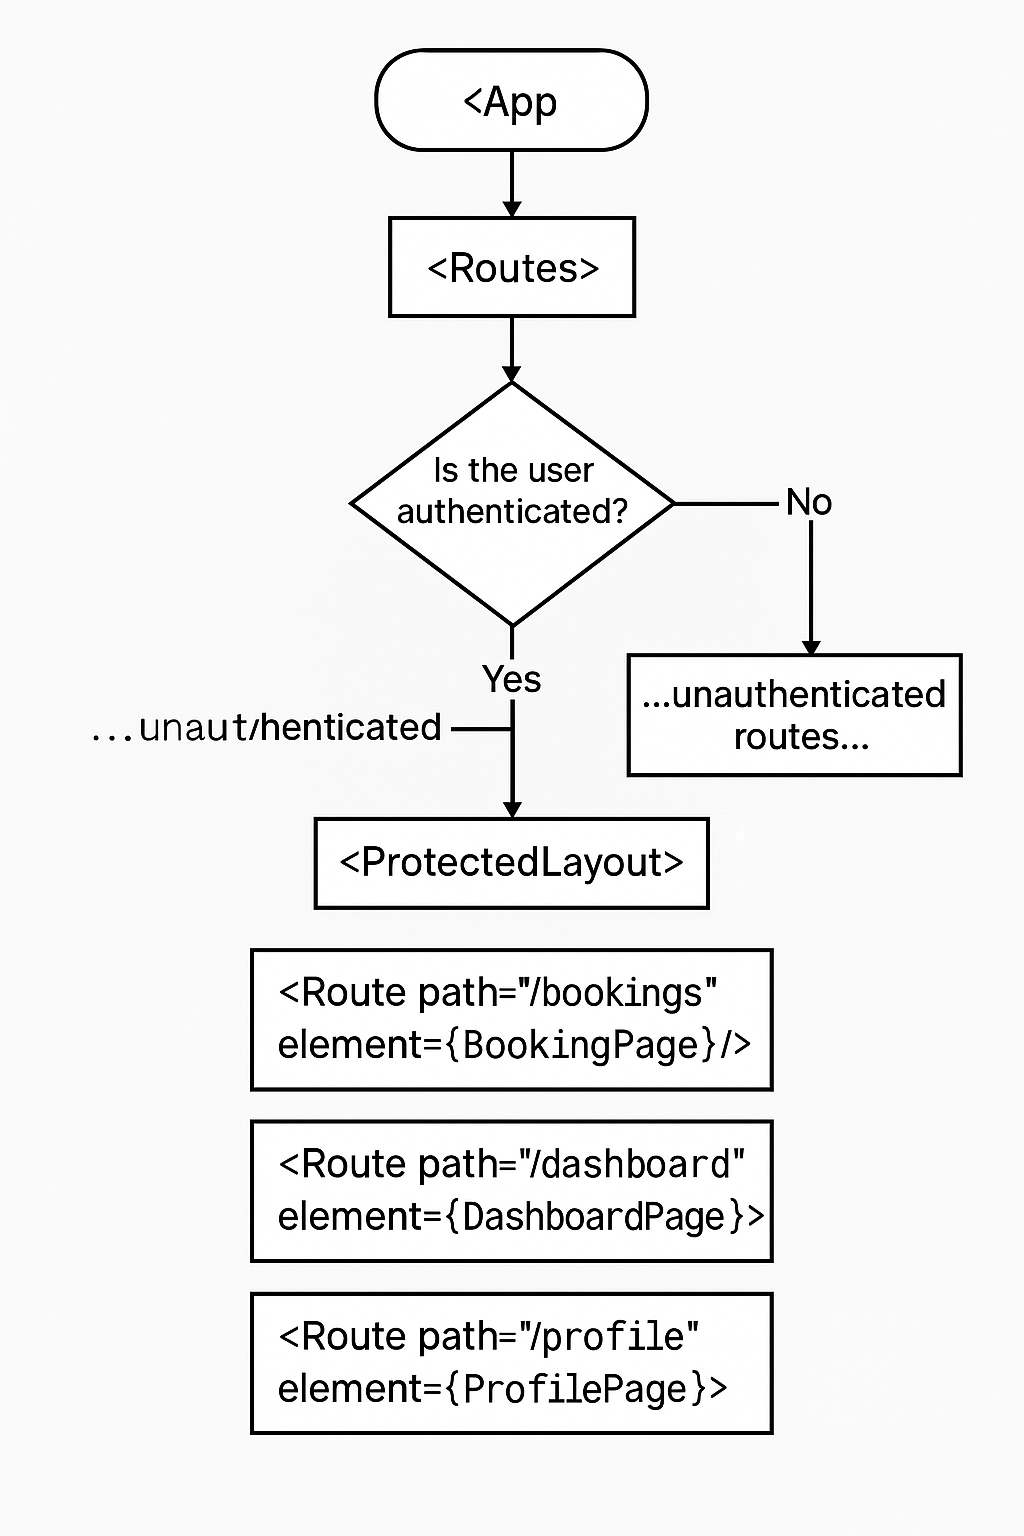 <App
<Routes>
Is the user
authenticated?
No
Yes
...unauthenticated
routes...
...unaut/henticated
<ProtectedLayout>
<Route path="/bookings"
element={BookingPage}/>
<Route path="/dashboard"
element={DashboardPage}>
<Route path="/profile"
element={ProfilePage}>